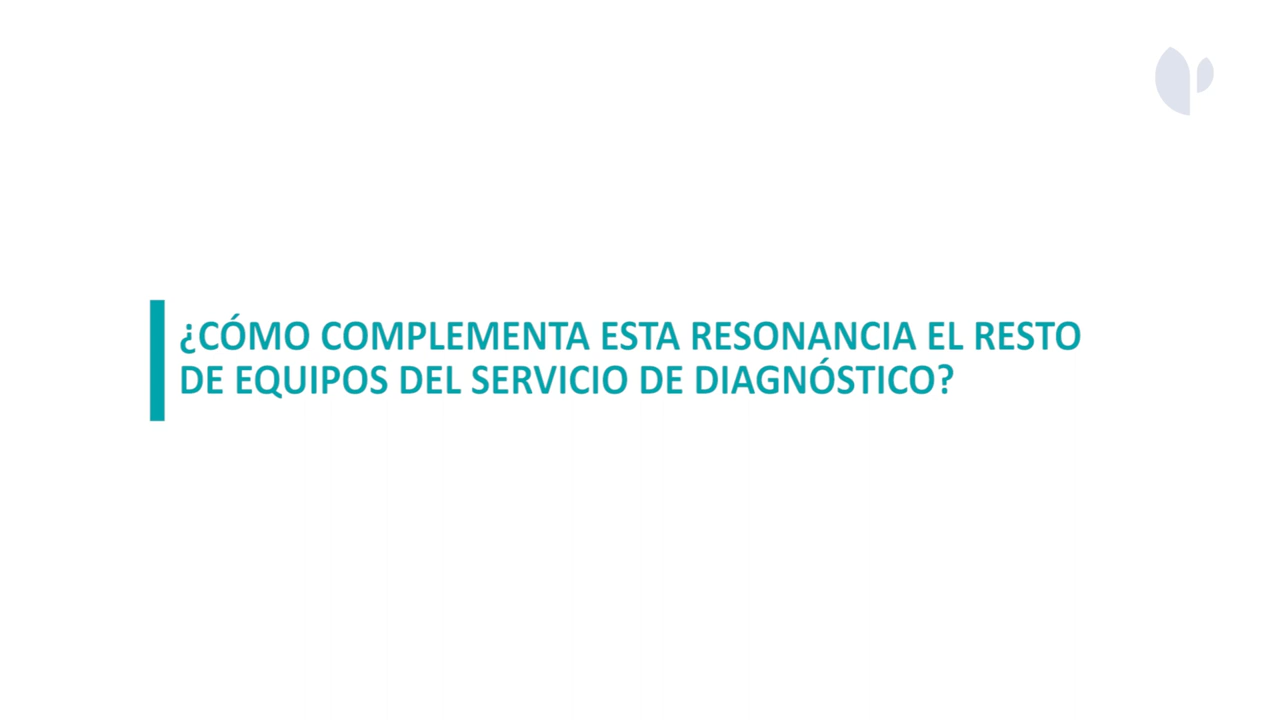 ¿CÓMO COMPLEMENTA ESTA RESONANCIA EL RESTO
DE EQUIPOS DEL SERVICIO DE DIAGNÓSTICO?